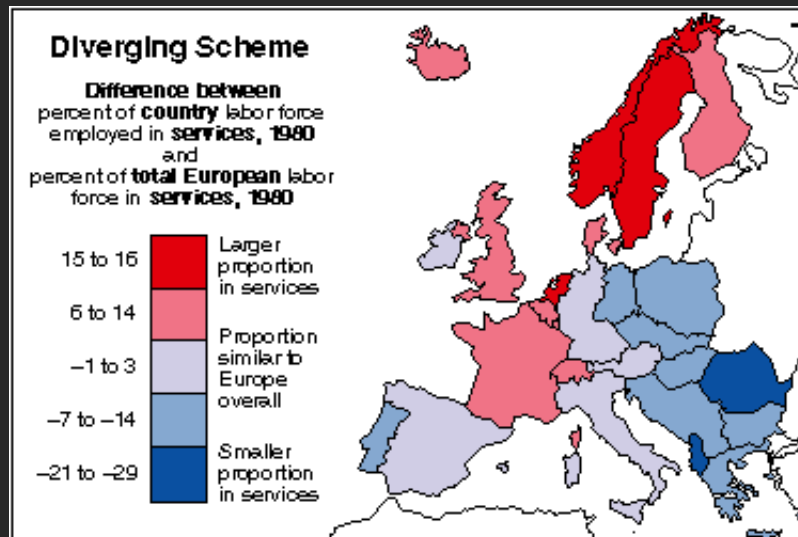 Diverging Scheme
Difference between
percent of country labor force
employed in services, 1980
and
percent of total European labor
force in services, 1980
15 to 16
Larger
proportion
in services
6 to 14
Proportion
similar to
Europe
overall
−1 to 3
−7 to −14
Smaller
proportion
in services
−21 to −29